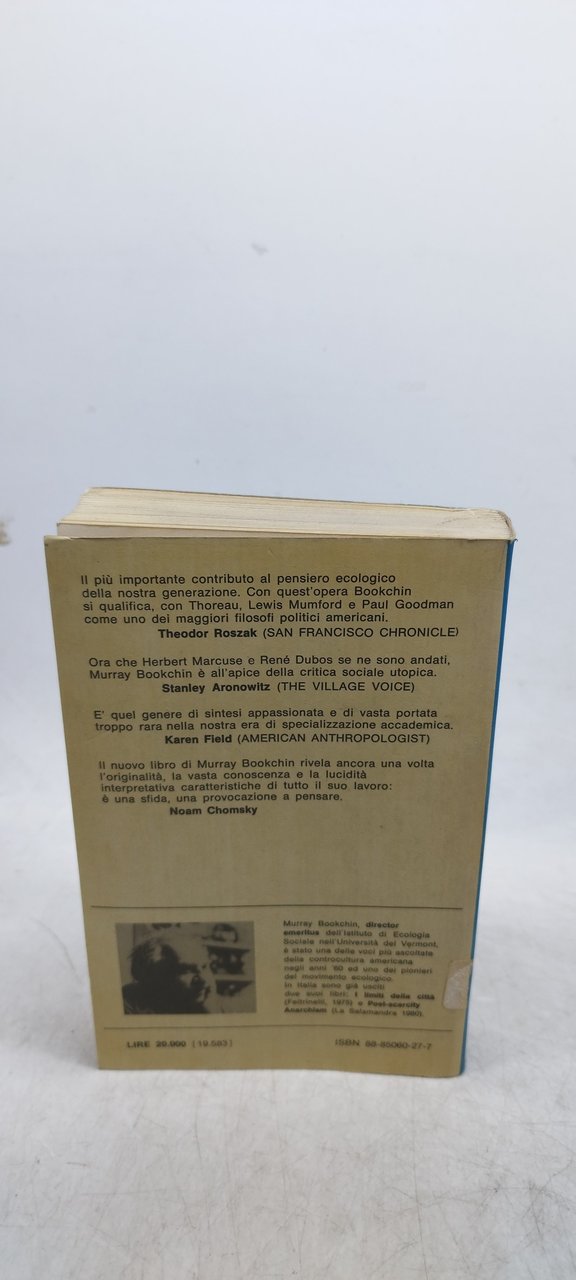 Il più importante contributo al pensiero ecologico
della nostra generazione. Con quest'opera Bookchin
si qualifica, con Thoreau, Lewis Mumford e Paul Goodman
come uno dei maggiori filosofi politici americani.
Theodor Roszak (SAN FRANCISCO CHRONICLE)
Ora che Herbert Marcuse e René Dubos se ne sono andati,
Murray Bookchin è all'apice della critica sociale utopica.
Stanley Aronowitz (THE VILLAGE VOICE)
E' quel genere di sintesi appassionata e di vasta portata
troppo rara nella nostra era di specializzazione accademica.
Karen Field (AMERICAN ANTHROPOLOGIST)
Il nuovo libro di Murray Bookchin rivela ancora una volta
l'originalità, la vasta conoscenza e la lucidità
interpretativa caratteristiche di tutto il suo lavoro:
è una sfida, una provocazione a pensare.
Noam Chomsky
Murray Bookchin, director
emeritus dell'Istituto di Ecologia
Sociale nell'Università del Vermont,
è stato una delle voci più ascoltate
della controcultura americana
negli anni '60 ed uno dei pionieri
del movimento ecologico.
In Italia sono già usciti
due suoi libri: I limiti della città
(Feltrinelli, 1975) e Post-scarcity
Anarchism (La Salamandra 1980).
LIRE 20.000 (19.583)
ISBN 88-85060-27-7